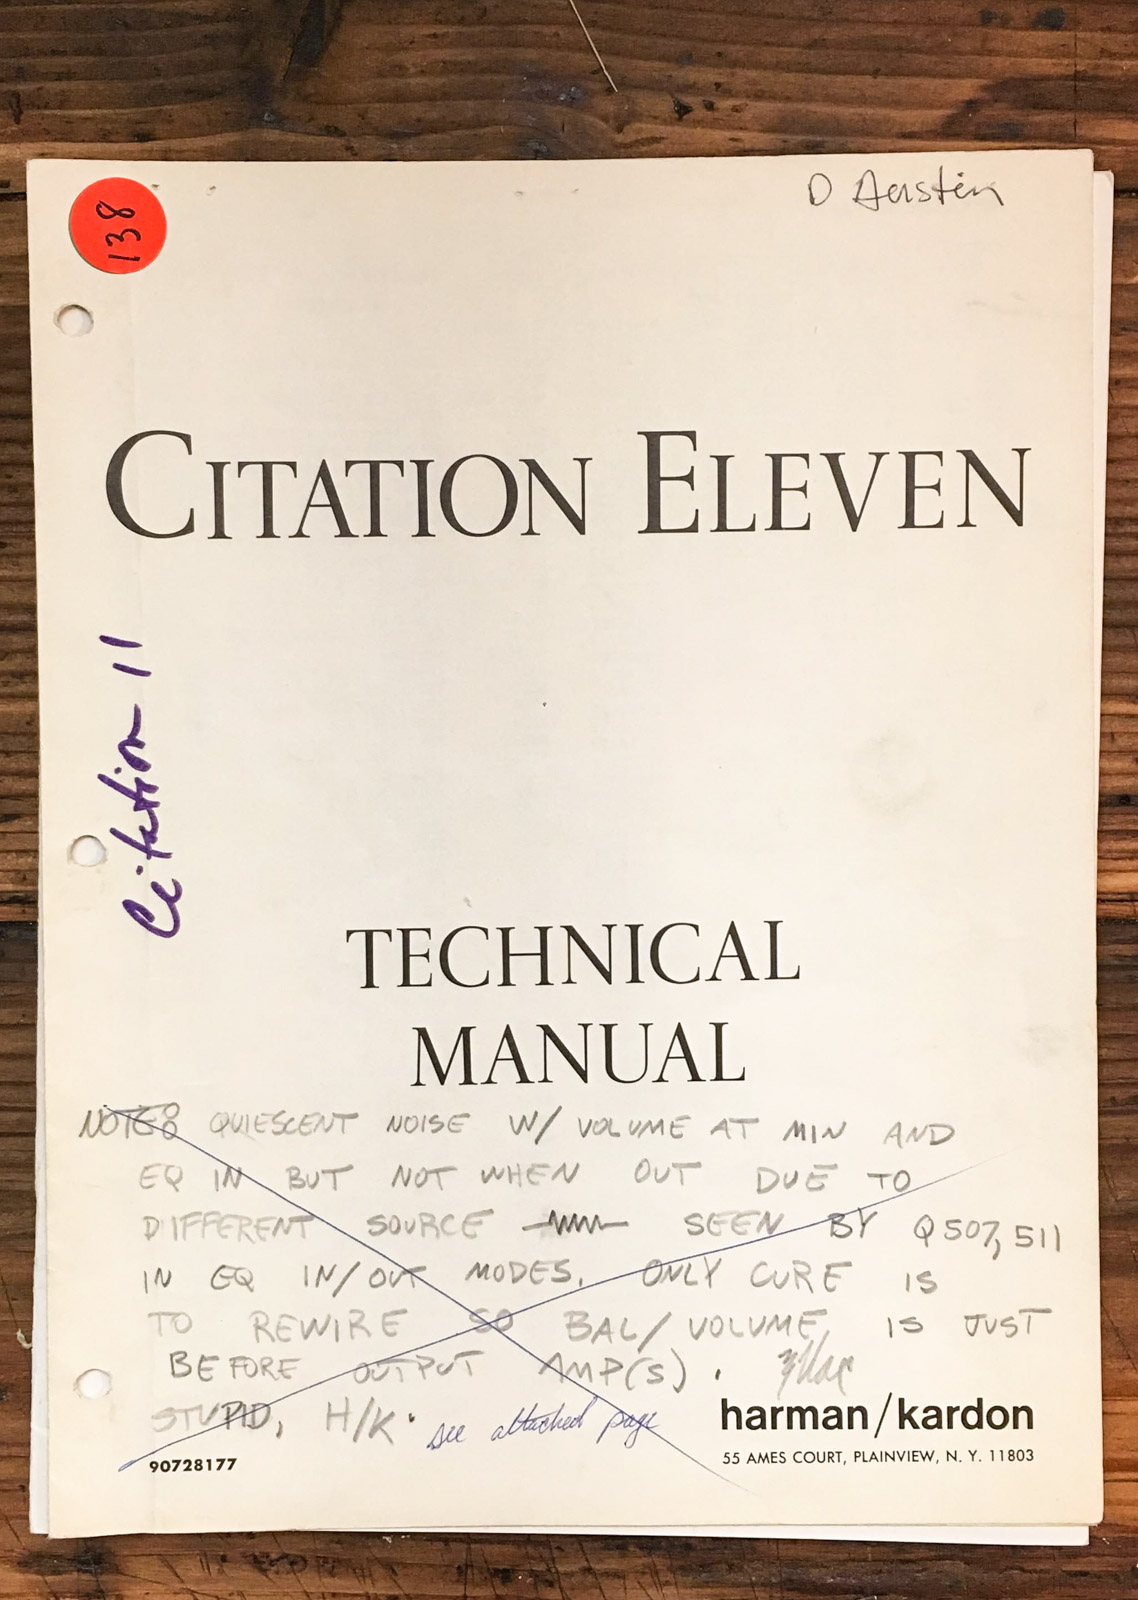 138
D
CITATION ELEVEN
Citation 11
TECHNICAL
MANUAL
NOTE: QUIESCENT NOISE W/ VOLUME AT MIN AND
EQ IN BUT NOT WHEN OUT DUE TO
DIFFERENT SOURCE SEEN BY Q507, 511
IN EQ IN/OUT MODES. ONLY CURE IS
TO REWIRE SO BAL/VOLUME, IS JUST
BEFORE OUTPUT AMP(S).
STUPID, H/K. see attached page
harman/kardon
90728177
55 AMES COURT, PLAINVIEW, N. Y. 11803